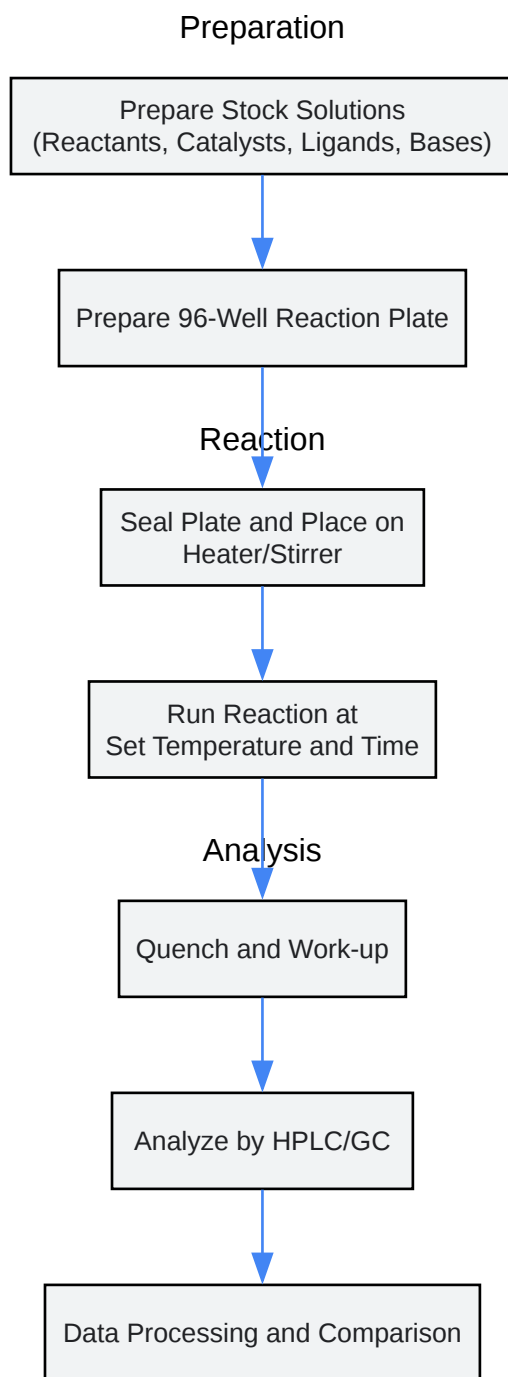 Preparation
Prepare Stock Solutions
(Reactants, Catalysts, Ligands, Bases)
Prepare 96-Well Reaction Plate
Reaction
Seal Plate and Place on
Heater/Stirrer
Run Reaction at
Set Temperature and Time
Analysis
Quench and Work-up
Analyze by HPLC/GC
Data Processing and Comparison